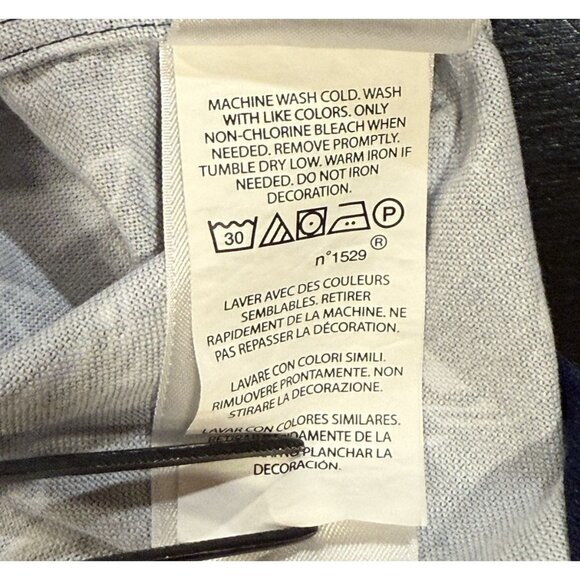 MACHINE WASH COLD. WASH
WITH LIKE COLORS. ONLY
NON-CHLORINE BLEACH WHEN
NEEDED. REMOVE PROMPTLY.
TUMBLE DRY LOW. WARM IRON IF
NEEDED. DO NOT IRON
DECORATION.
30 P
n°1529 ®
LAVER AVEC DES COULEURS
SEMBLABLES. RETIRER
RAPIDEMENT DE LA MACHINE. NE
PAS REPASSER LA DÉCORATION.
LAVARE CON COLORI SIMILI.
RIMUOVERE PRONTAMENTE. NON
STIRARE LA DECORAZIONE.
LAVAR CON COLORES SIMILARES.
DE LA
PLANCHAR LA
DECORACIÓN.